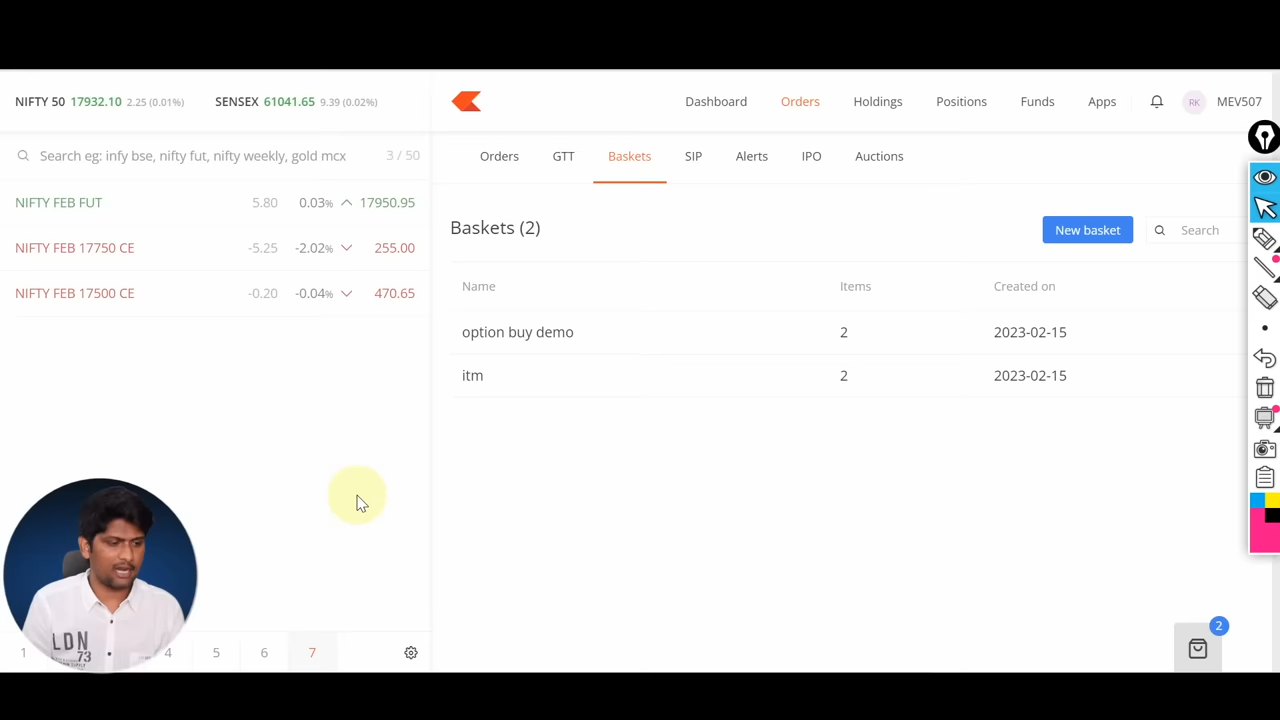 NIFTY 50 17932.10 2.25 (0.01%) SENSEX 61041.65 9.39 (0.02%)
Dashboard Orders Holdings Positions Funds Apps RK MEV507
Search eg: infy bse, nifty fut, nifty weekly, gold mcx 3 / 50
Orders GTT Baskets SIP Alerts IPO Auctions
NIFTY FEB FUT 5.80 0.03% 17950.95
NIFTY FEB 17750 CE -5.25 -2.02% 255.00
NIFTY FEB 17500 CE -0.20 -0.04% 470.65
Baskets (2) New basket Search
Name Items Created on
option buy demo 2 2023-02-15
itm 2 2023-02-15
LDN
73
1 4 5 6 7
2